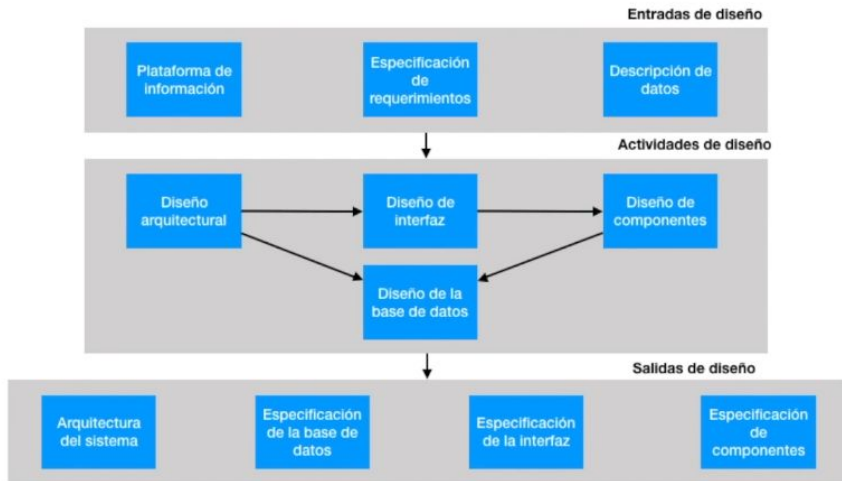 Entradas de diseño
Plataforma de
información
Especificación
de
requerimientos
Descripción de
datos
Actividades de diseño
Diseño
arquitectural
Diseño de
interfaz
Diseño de
componentes
Diseño de la
base de datos
Salidas de diseño
Arquitectura
del sistema
Especificación
de la base de
datos
Especificación
de la interfaz
Especificación
de
componentes